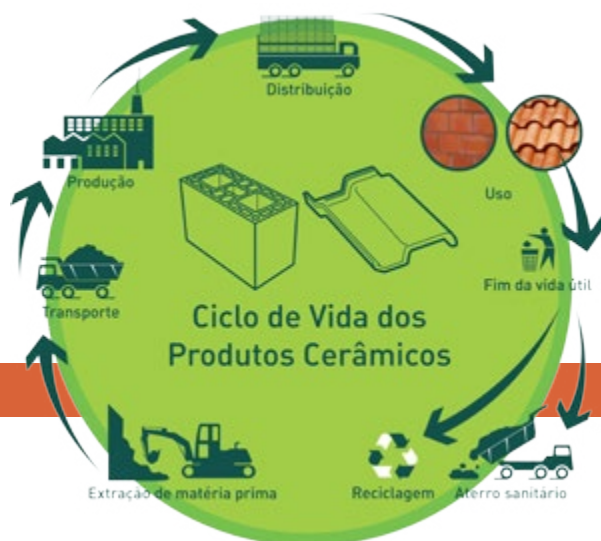 Distribuição
Produção
Uso
Transporte
Fim da vida útil
Ciclo de Vida dos
Produtos Cerâmicos
Extração de matéria prima
Reciclagem
Aterro sanitário